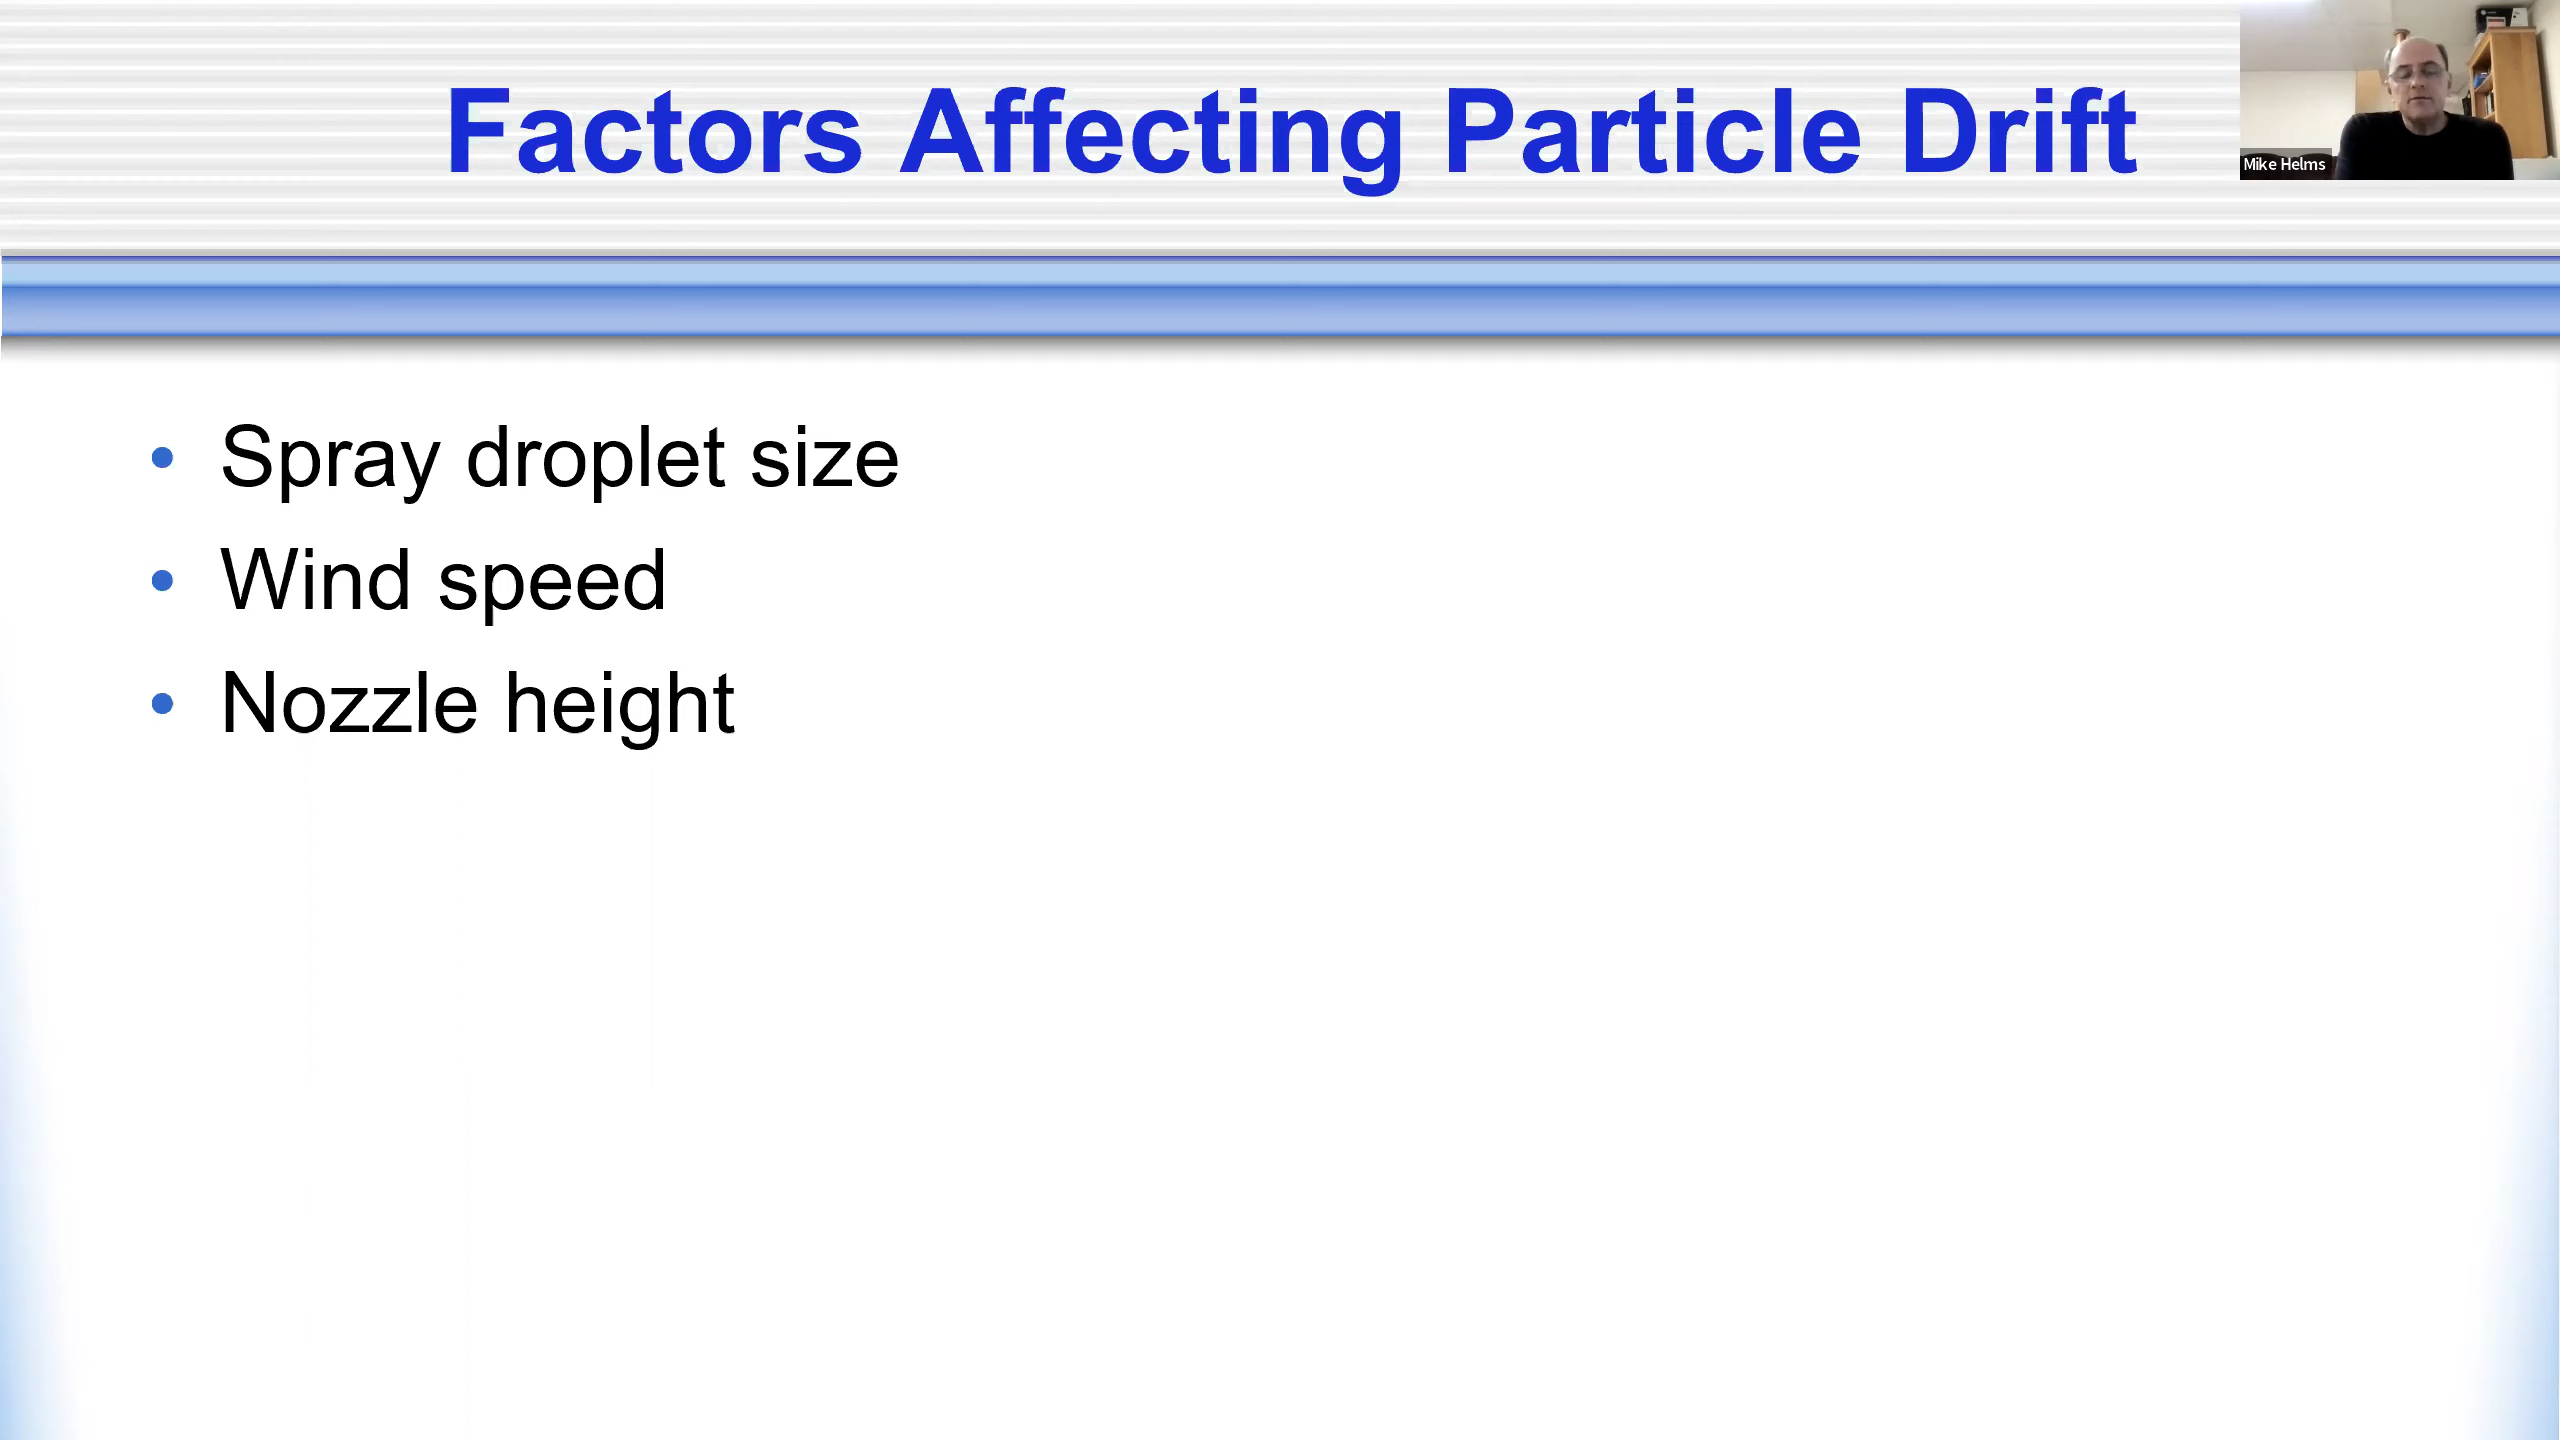 Factors Affecting Particle Drift
Mike Helms
• Spray droplet size
• Wind speed
• Nozzle height